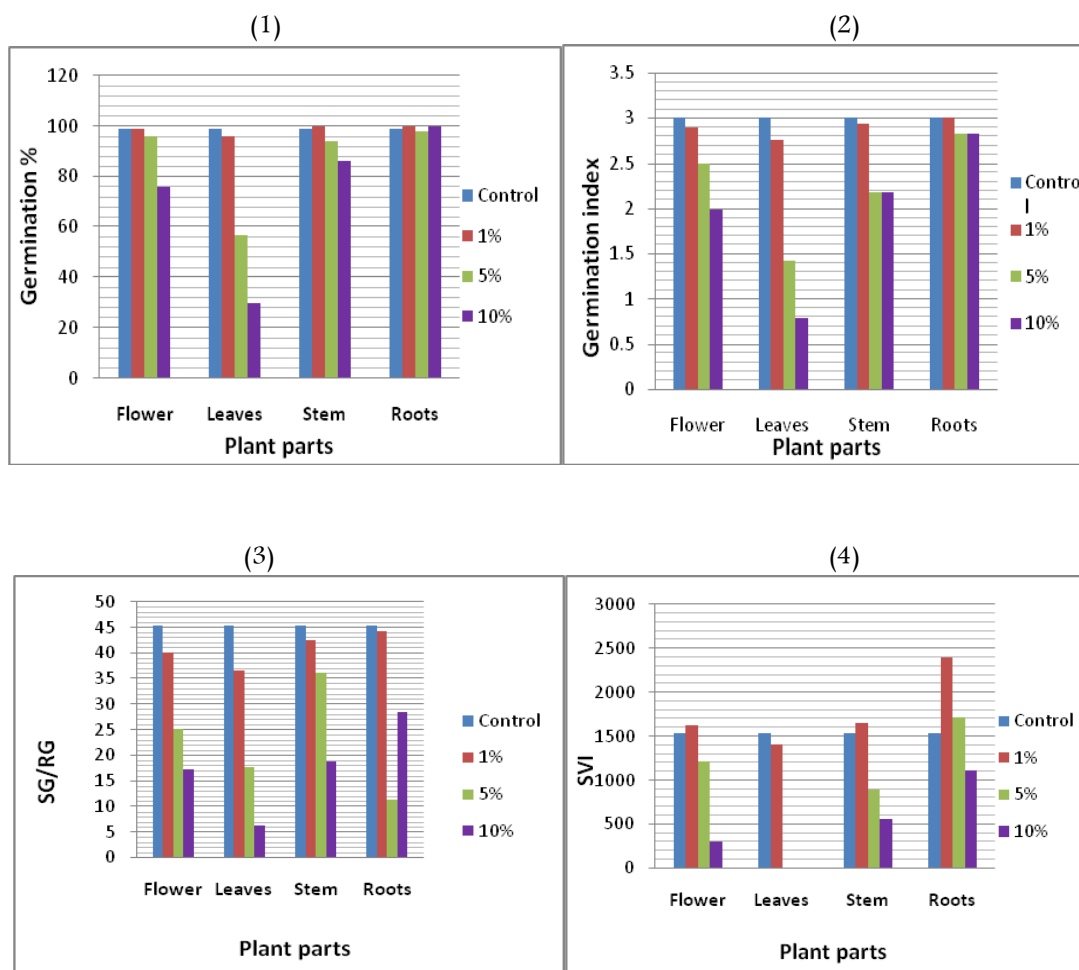 (1)
120
100
80
60
40
20
0
Germination %
Flower Leaves Stem Roots
Plant parts
Control
1%
5%
10%
(2)
3.5
3
2.5
2
1.5
1
0.5
0
Germination index
Flower Leaves Stem Roots
Plant parts
Contro
l
1%
5%
10%
(3)
50
45
40
35
30
25
20
15
10
5
0
SG/RG
Flower Leaves Stem Roots
Plant parts
Control
1%
5%
10%
(4)
3000
2500
2000
1500
1000
500
0
SVI
Flower Leaves Stem Roots
Plant parts
Control
1%
5%
10%